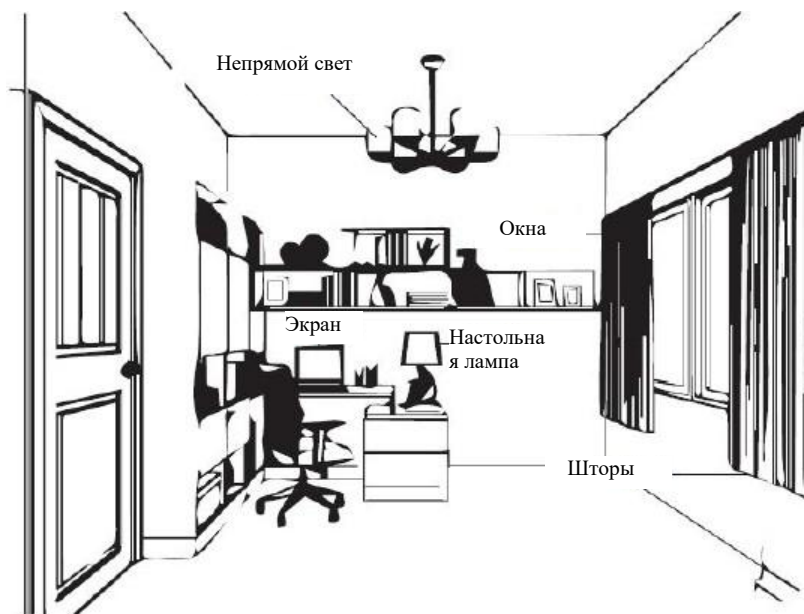 Непрямой свет
Окна
Экран
Настольна
я лампа
Шторы